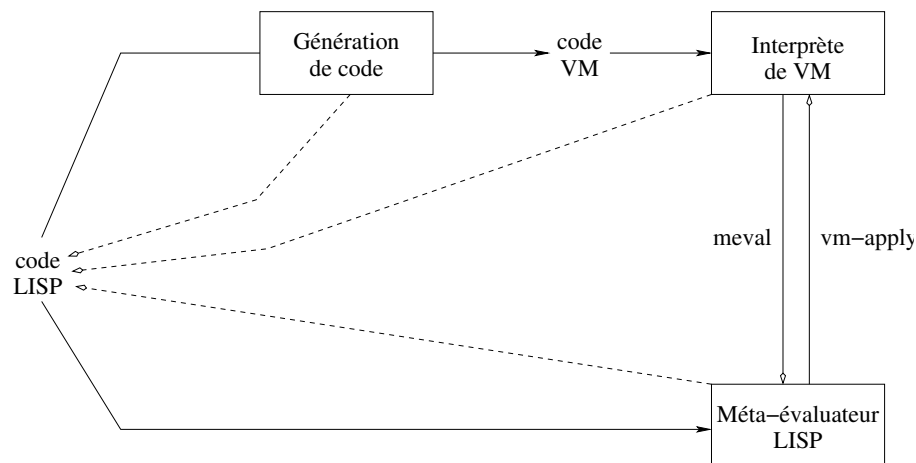 Génération
de code
code
VM
Interprète
de VM
meval
vm−apply
code
LISP
Méta−évaluateur
LISP